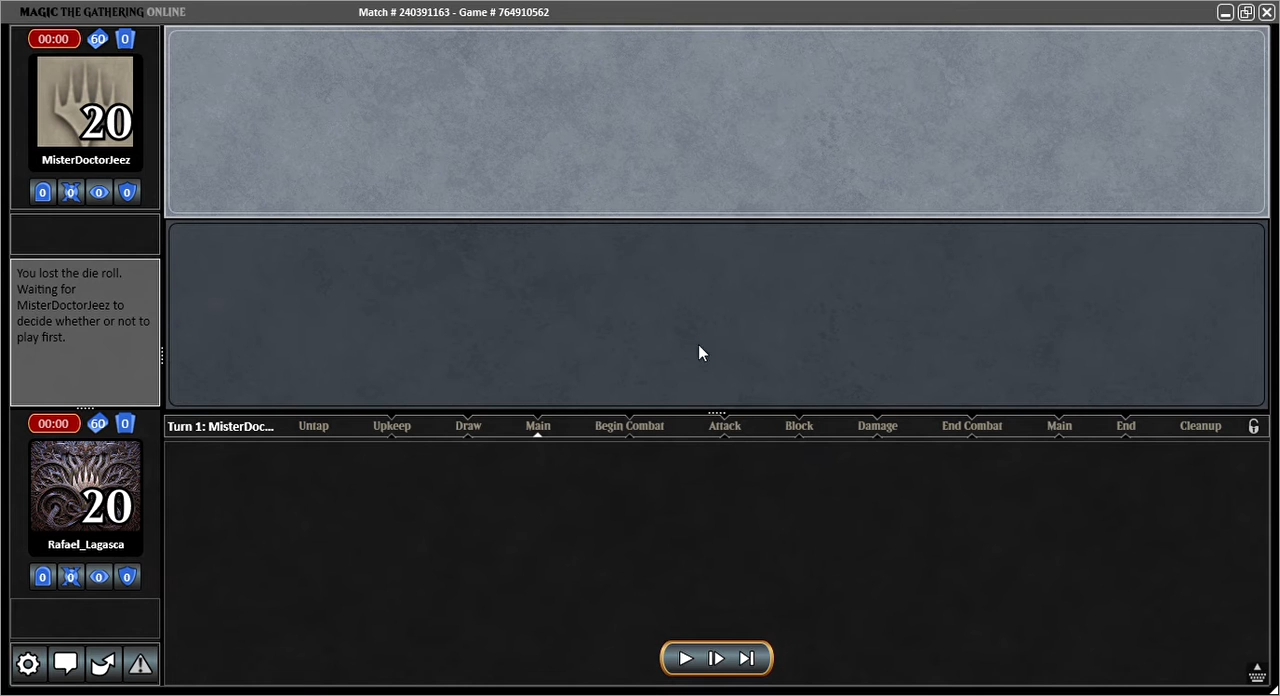 MAGIC THE GATHERING ONLINE
Match # 240391163 - Game # 764910562
00:00 60 0
20
MisterDoctorJeez
0 0 0 0
You lost the die roll.
Waiting for
MisterDoctorJeez to
decide whether or not to
play first.
00:00 60 0
Turn 1: MisterDoc... Untap Upkeep Draw Main Begin Combat Attack Block Damage End Combat Main End Cleanup
20
Rafael_Lagasca
0 0 0 0